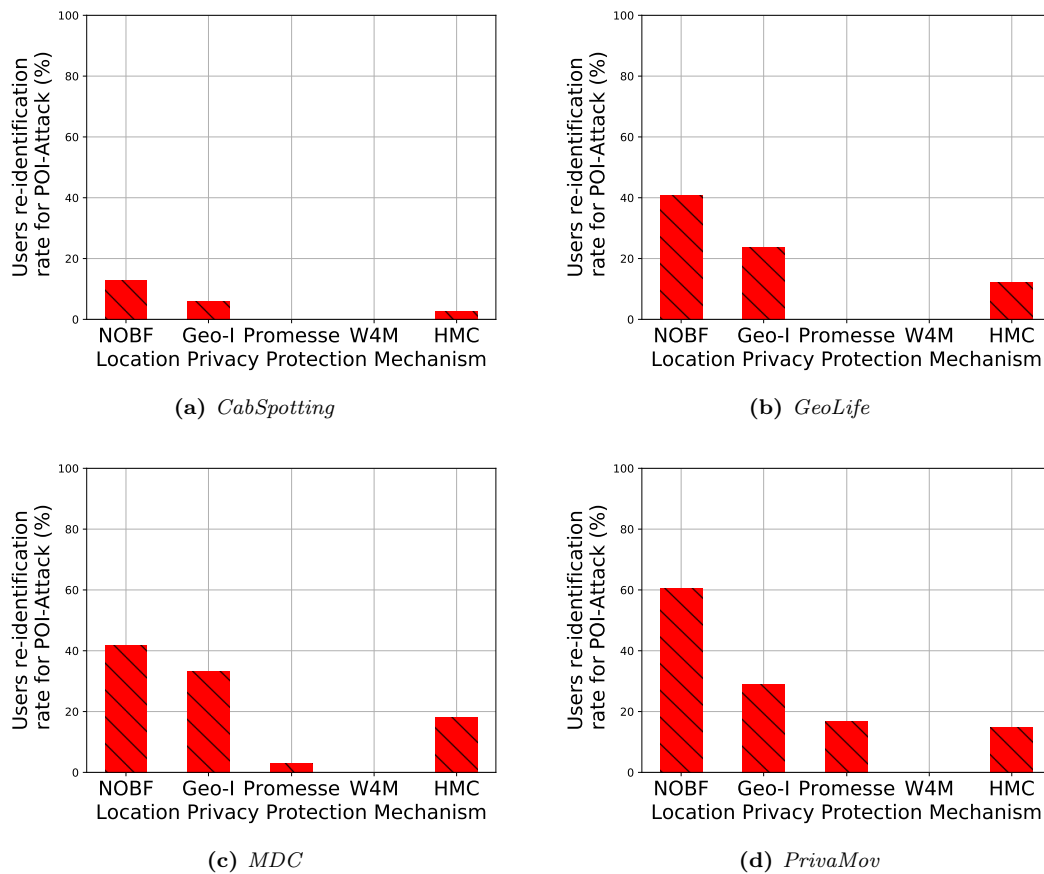 Users re-identification
rate for POI-Attack (%)
100
80
60
40
20
0
NOBF Geo-I Promesse W4M HMC
Location Privacy Protection Mechanism
(a) CabSpotting
Users re-identification
rate for POI-Attack (%)
100
80
60
40
20
0
NOBF Geo-I Promesse W4M HMC
Location Privacy Protection Mechanism
(b) GeoLife
Users re-identification
rate for POI-Attack (%)
100
80
60
40
20
0
NOBF Geo-I Promesse W4M HMC
Location Privacy Protection Mechanism
(c) MDC
Users re-identification
rate for POI-Attack (%)
100
80
60
40
20
0
NOBF Geo-I Promesse W4M HMC
Location Privacy Protection Mechanism
(d) PrivaMov